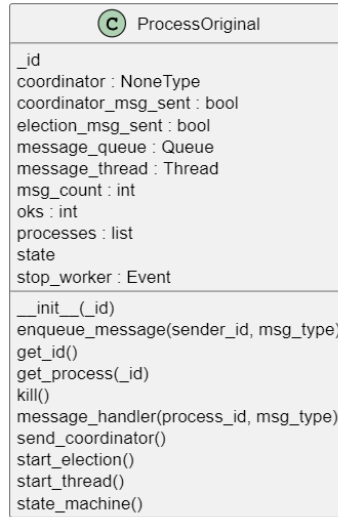 C ProcessOriginal
_id
coordinator : NoneType
coordinator_msg_sent : bool
election_msg_sent : bool
message_queue : Queue
message_thread : Thread
msg_count : int
oks : int
processes : list
state
stop_worker : Event
__init__(_id)
enqueue_message(sender_id, msg_type)
get_id()
get_process(_id)
kill()
message_handler(process_id, msg_type)
send_coordinator()
start_election()
start_thread()
state_machine()